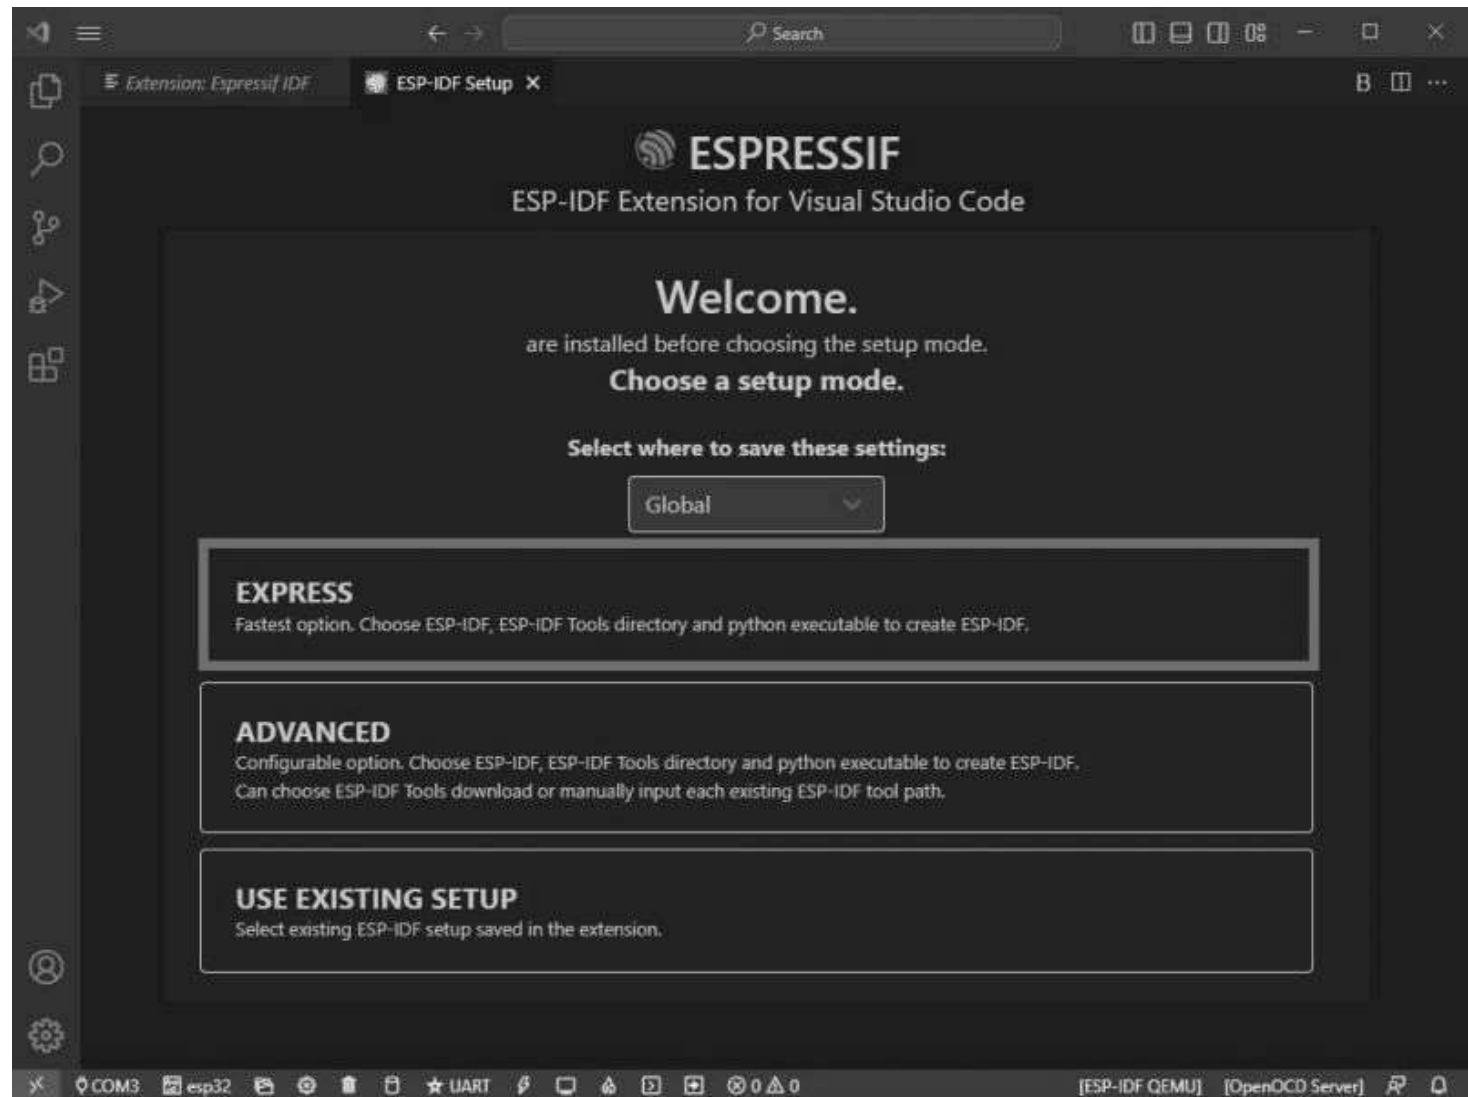 Search
Extension: Espressif IDF
ESP-IDF Setup
ESPRESSIF
ESP-IDF Extension for Visual Studio Code
Welcome.
are installed before choosing the setup mode.
Choose a setup mode.
Select where to save these settings:
Global
EXPRESS
Fastest option. Choose ESP-IDF, ESP-IDF Tools directory and python executable to create ESP-IDF.
ADVANCED
Configurable option. Choose ESP-IDF, ESP-IDF Tools directory and python executable to create ESP-IDF.
Can choose ESP-IDF Tools download or manually input each existing ESP-IDF tool path.
USE EXISTING SETUP
Select existing ESP-IDF setup saved in the extension.
COM3 esp32 UART 0 0 [ESP-IDF QEMU] [OpenOCD Server]